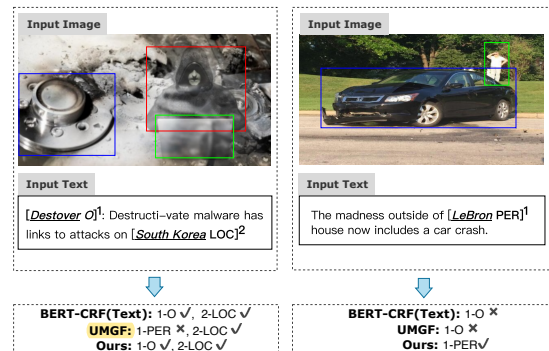 Input Image
Input Text
[Destover O]1: Destructi-vate malware has
links to attacks on [South Korea LOC]2
BERT-CRF(Text): 1-O ✓, 2-LOC ✓
UMGF: 1-PER ×, 2-LOC ✓
Ours: 1-O ✓, 2-LOC ✓
Input Image
Input Text
The madness outside of [LeBron PER]1
house now includes a car crash.
BERT-CRF(Text): 1-O ×
UMGF: 1-O ×
Ours: 1-PER✓